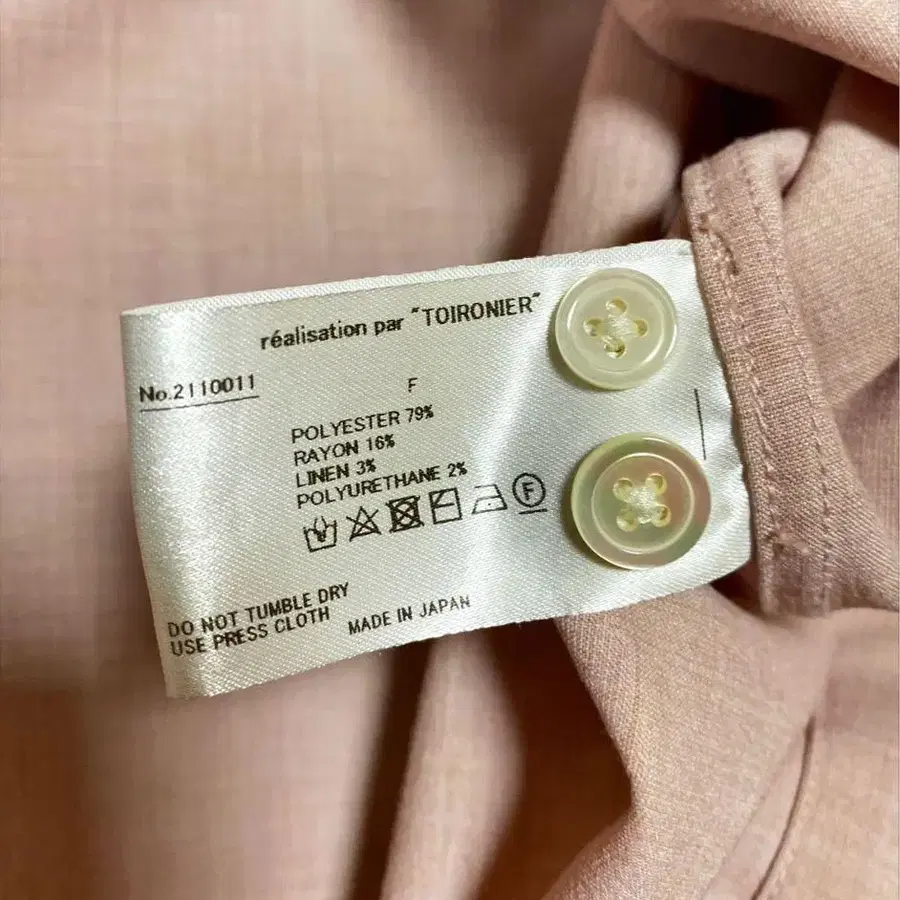 réalisation par "TOIRONIER"
No.2110011
F
POLYESTER 79%
RAYON 16%
LINEN 3%
POLYURETHANE 2%
F
DO NOT TUMBLE DRY
USE PRESS CLOTH
MADE IN JAPAN